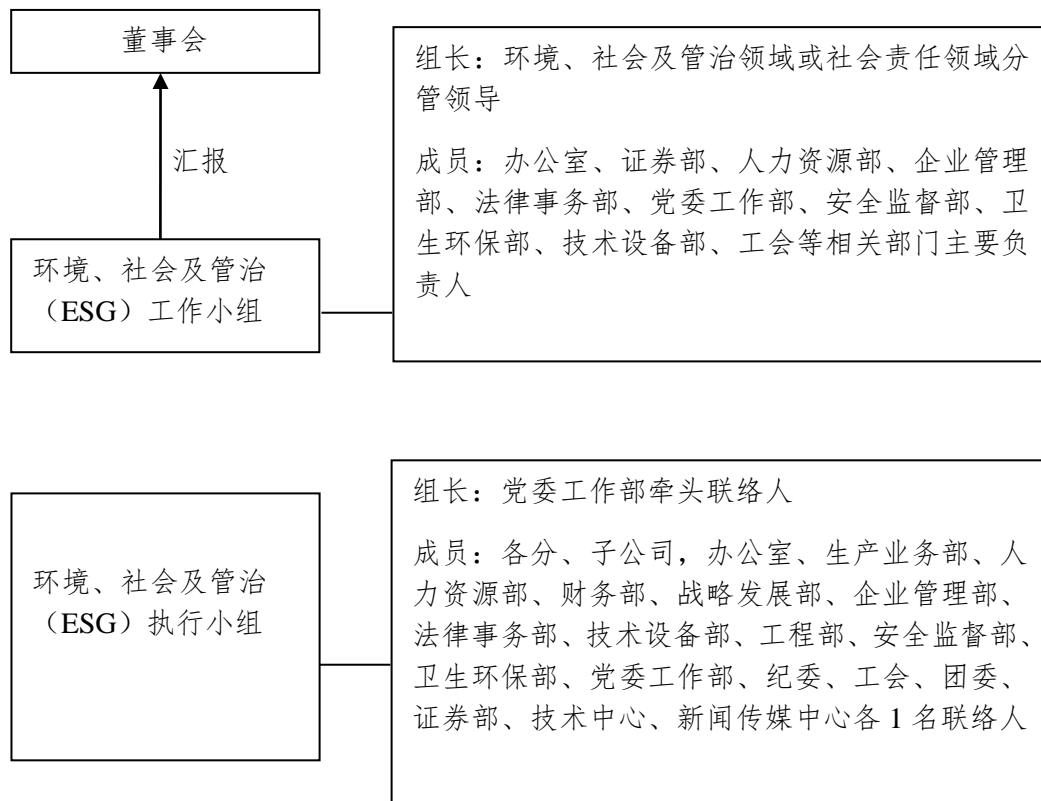 董事会
汇报
环境、社会及管治
（ESG）工作小组
组长：环境、社会及管治领域或社会责任领域分
管领导
成员：办公室、证券部、人力资源部、企业管理
部、法律事务部、党委工作部、安全监督部、卫
生环保部、技术设备部、工会等相关部门主要负
责人
环境、社会及管治
（ESG）执行小组
组长：党委工作部牵头联络人
成员：各分、子公司，办公室、生产业务部、人
力资源部、财务部、战略发展部、企业管理部、
法律事务部、技术设备部、工程部、安全监督部、
卫生环保部、党委工作部、纪委、工会、团委、
证券部、技术中心、新闻传媒中心各 1 名联络人